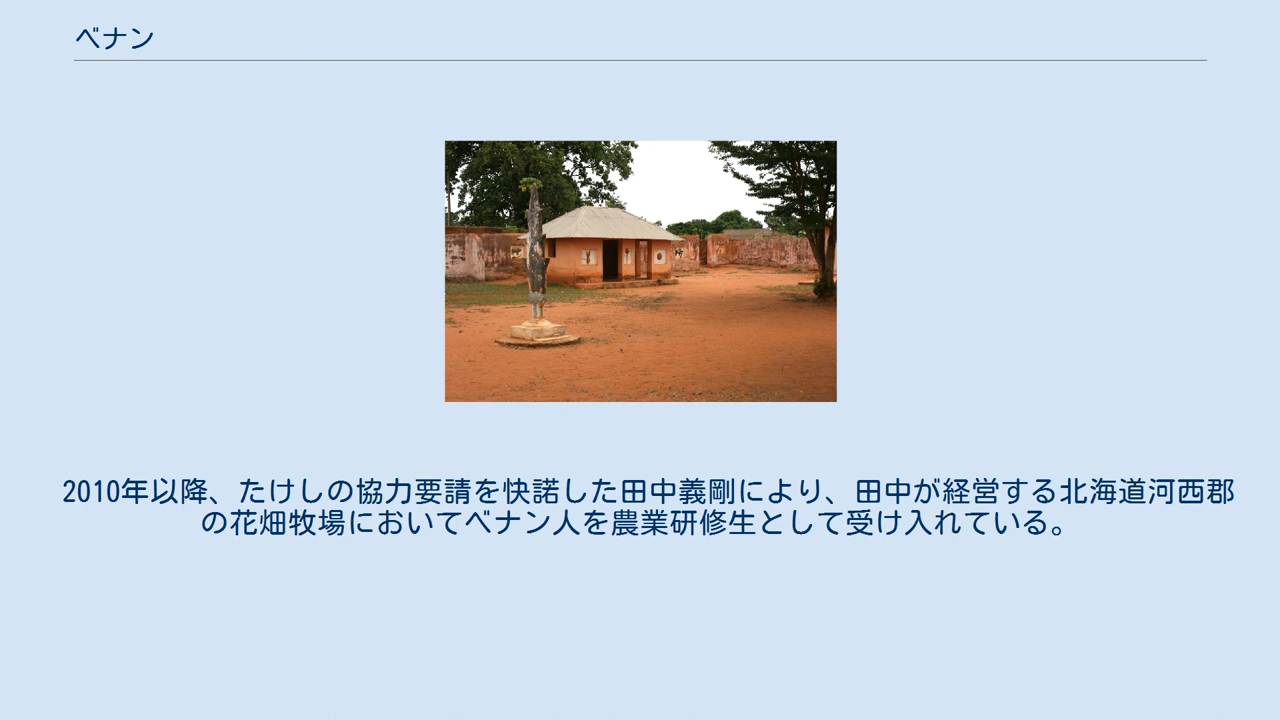 ベナン
2010年以降、たけしの協力要請を快諾した田中義剛により、田中が経営する北海道河西郡
の花畑牧場においてベナン人を農業研修生として受け入れている。